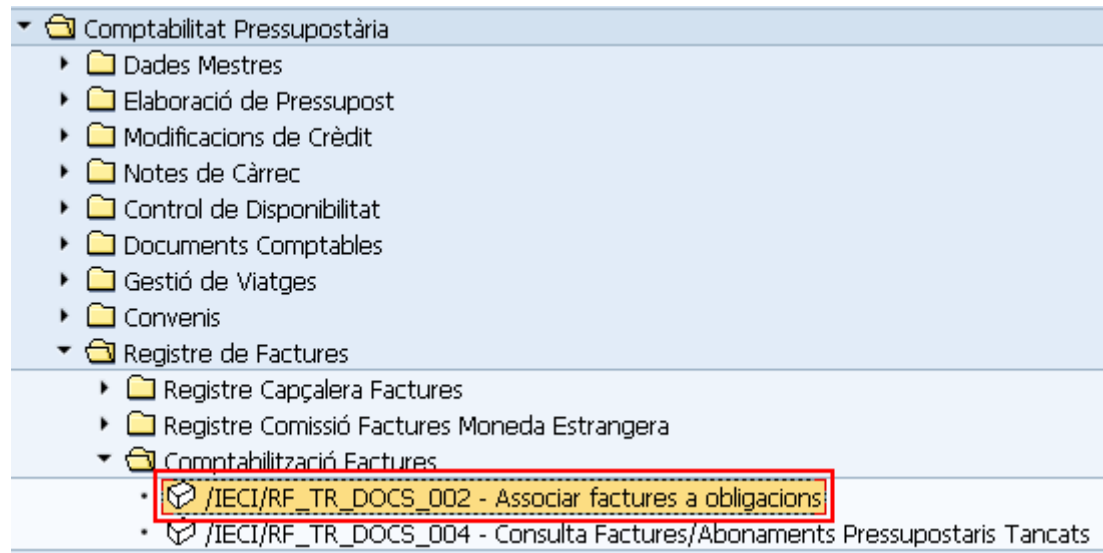 Comptabilitat Pressupostària
Dades Mestres
Elaboració de Pressupost
Modificacions de Crèdit
Notes de Càrrec
Control de Disponibilitat
Documents Comptables
Gestió de Viatges
Convenis
Registre de Factures
Registre Capçalera Factures
Registre Comissió Factures Moneda Estrangera
Comptabilització Factures
/IECI/RF_TR_DOCS_002 - Associar factures a obligacions
/IECI/RF_TR_DOCS_004 - Consulta Factures/Abonaments Pressupostaris Tancats